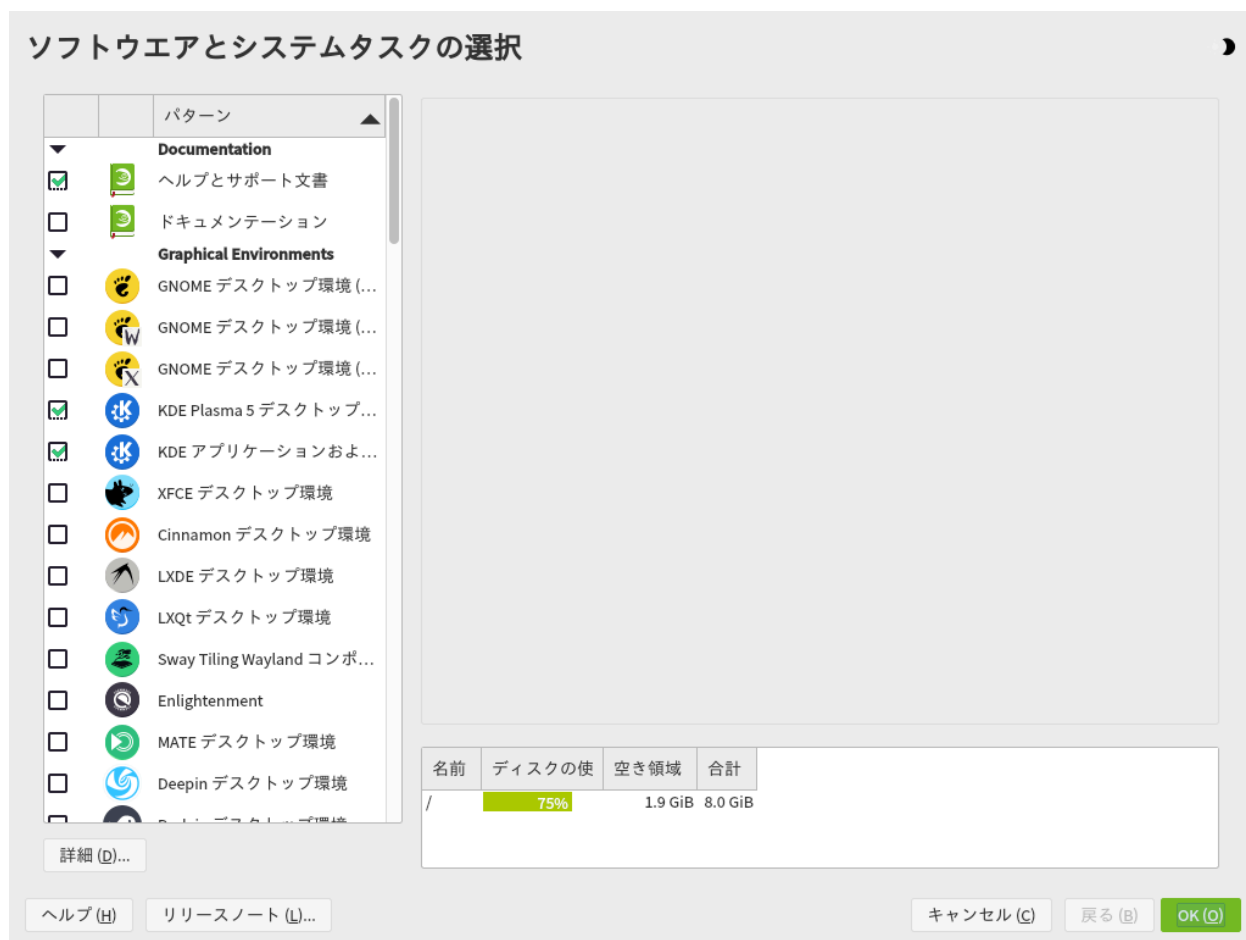 ソフトウエアとシステムタスクの選択
パターン
Documentation
ヘルプとサポート文書
ドキュメンテーション
Graphical Environments
GNOME デスクトップ環境 (...
GNOME デスクトップ環境 (...
GNOME デスクトップ環境 (...
KDE Plasma 5 デスクトップ...
KDE アプリケーションおよ...
XFCE デスクトップ環境
Cinnamon デスクトップ環境
LXDE デスクトップ環境
LXQt デスクトップ環境
Sway Tiling Wayland コンポ...
Enlightenment
MATE デスクトップ環境
Deepin デスクトップ環境
デスクトップ環境
名前 ディスクの使 空き領域 合計
/ 75% 1.9 GiB 8.0 GiB
詳細 (D)...
ヘルプ (H) リリースノート (L)... キャンセル (C) 戻る (B) OK (O)